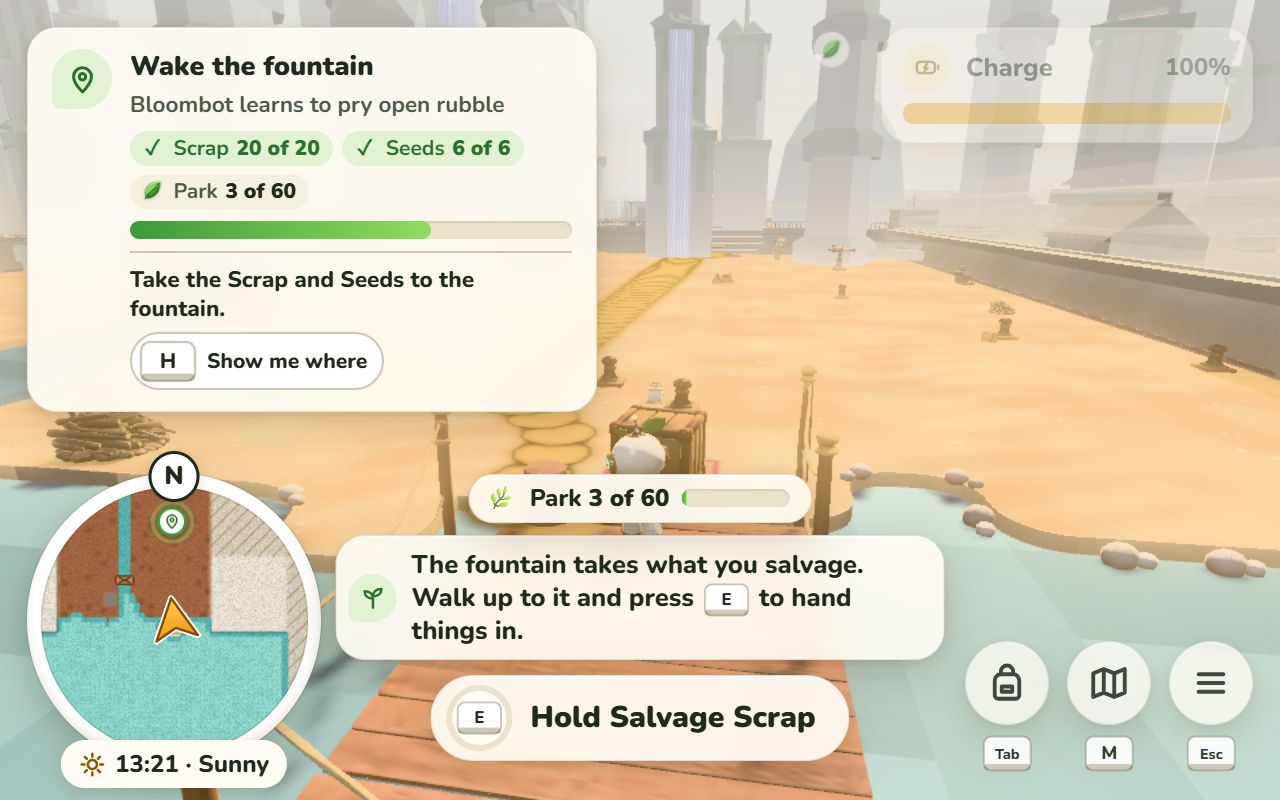 Wake the fountain
Bloombot learns to pry open rubble
✓ Scrap 20 of 20
✓ Seeds 6 of 6
Park 3 of 60
Take the Scrap and Seeds to the
fountain.
H Show me where
Charge 100%
N
13:21 · Sunny
Park 3 of 60
The fountain takes what you salvage.
Walk up to it and press E to hand
things in.
E Hold Salvage Scrap
Tab
M
Esc